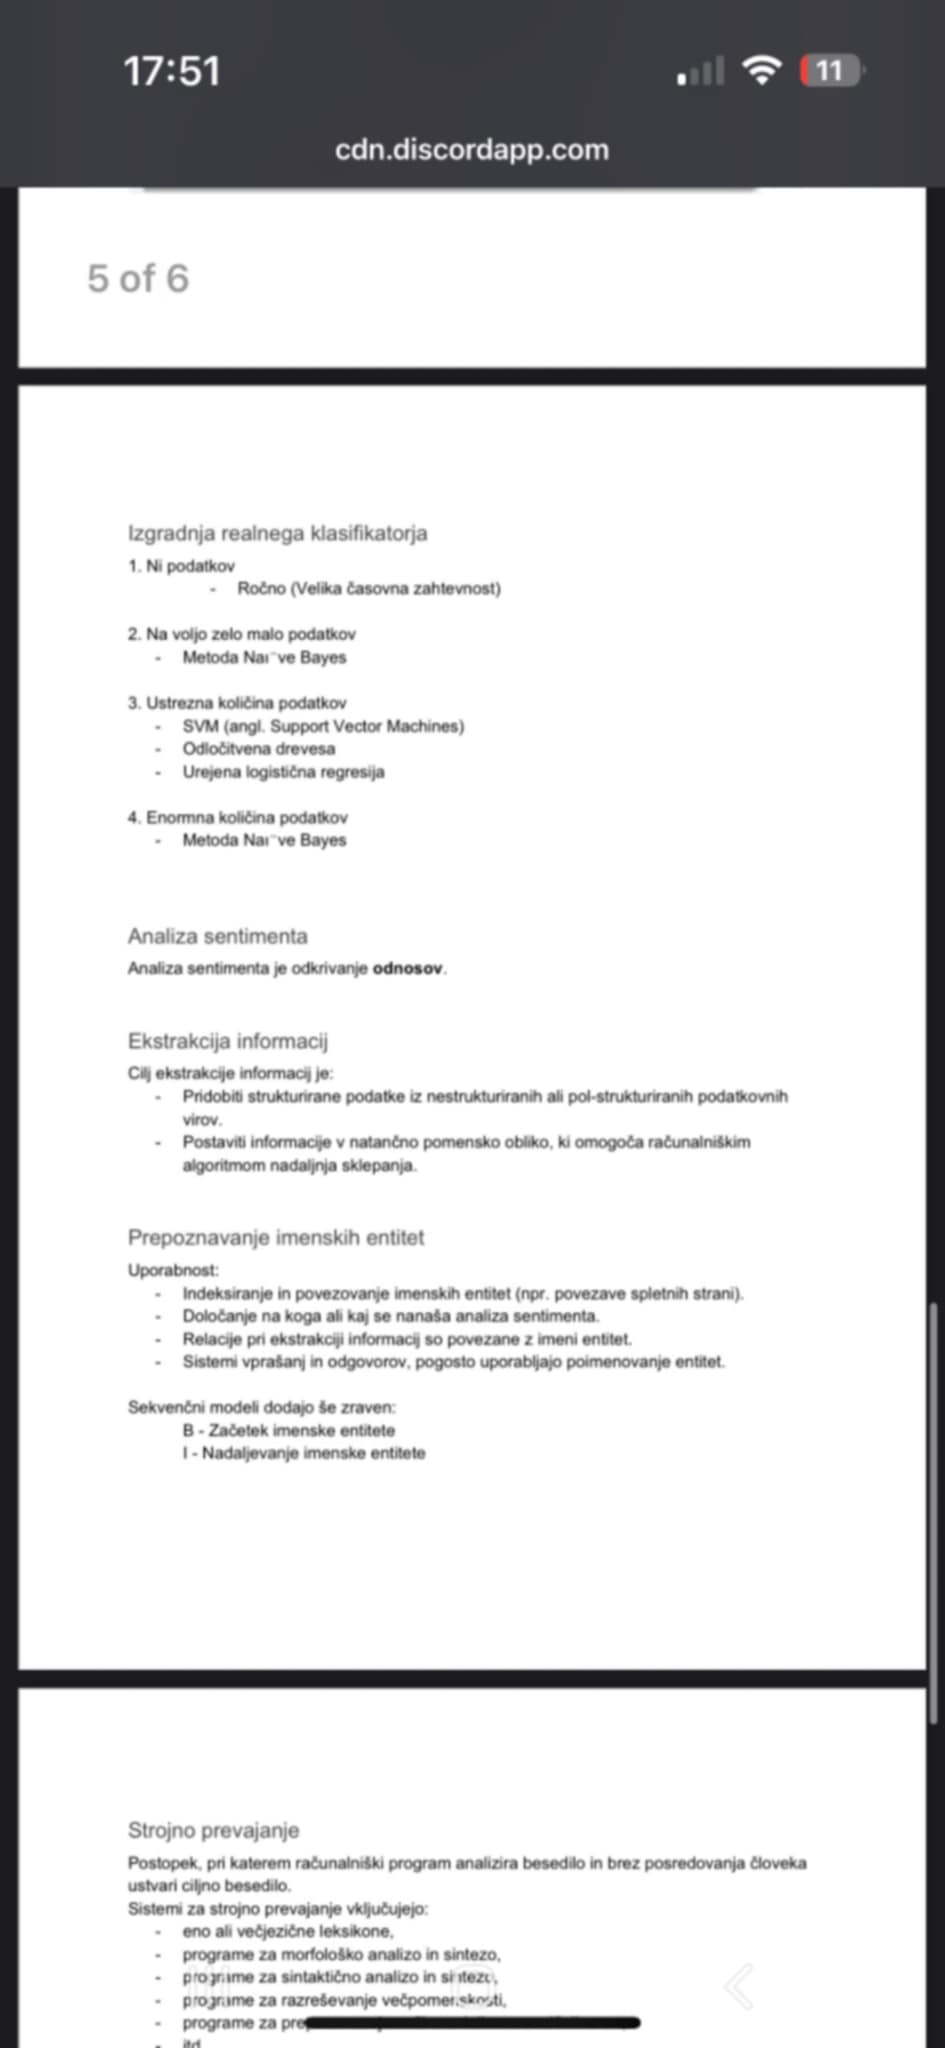 17:51
11
cdn.discordapp.com
5 of 6
Izgradnja realnega klasifikatorja
1. Ni podatkov
- Ročno (Velika časovna zahtevnost)
2. Na voljo zelo malo podatkov
- Metoda Naı¨ve Bayes
3. Ustrezna količina podatkov
- SVM (angl. Support Vector Machines)
- Odločitvena drevesa
- Urejena logistična regresija
4. Enormna količina podatkov
- Metoda Naı¨ve Bayes
Analiza sentimenta
Analiza sentimenta je odkrivanje odnosov.
Ekstrakcija informacij
Cilj ekstrakcije informacij je:
- Pridobiti strukturirane podatke iz nestrukturiranih ali pol-strukturiranih podatkovnih
virov.
- Postaviti informacije v natančno pomensko obliko, ki omogoča računalniškim
algoritmom nadaljnja sklepanja.
Prepoznavanje imenskih entitet
Uporabnost:
- Indeksiranje in povezovanje imenskih entitet (npr. povezave spletnih strani).
- Določanje na koga ali kaj se nanaša analiza sentimenta.
- Relacije pri ekstrakciji informacij so povezane z imeni entitet.
- Sistemi vprašanj in odgovorov, pogosto uporabljajo poimenovanje entitet.
Sekvenčni modeli dodajo še zraven:
B - Začetek imenske entitete
I - Nadaljevanje imenske entitete
Strojno prevajanje
Postopek, pri katerem računalniški program analizira besedilo in brez posredovanja človeka
ustvari ciljno besedilo.
Sistemi za strojno prevajanje vključujejo:
- eno ali večjezične leksikone,
- programe za morfološko analizo in sintezo,
- programe za sintaktično analizo in sintezo,
- programe za razreševanje večpomenskosti,
- programe za
- itd